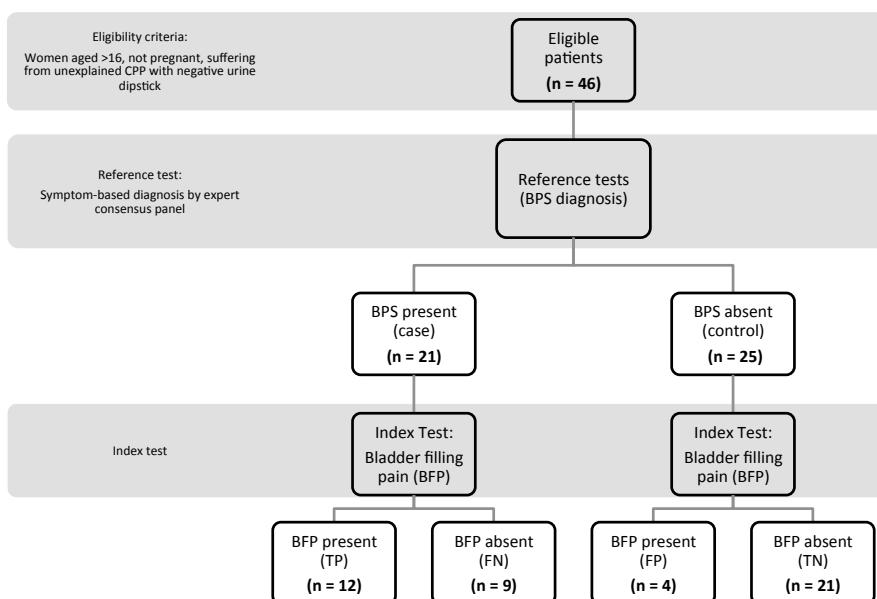 Eligibility criteria:
Women aged >16, not pregnant, suffering
from unexplained CPP with negative urine
dipstick
Eligible
patients
(n = 46)
Reference test:
Symptom-based diagnosis by expert
consensus panel
Reference tests
(BPS diagnosis)
BPS present
(case)
(n = 21)
BPS absent
(control)
(n = 25)
Index test
Index Test:
Bladder filling
pain (BFP)
Index Test:
Bladder filling
pain (BFP)
BFP present
(TP)
(n = 12)
BFP absent
(FN)
(n = 9)
BFP present
(FP)
(n = 4)
BFP absent
(TN)
(n = 21)